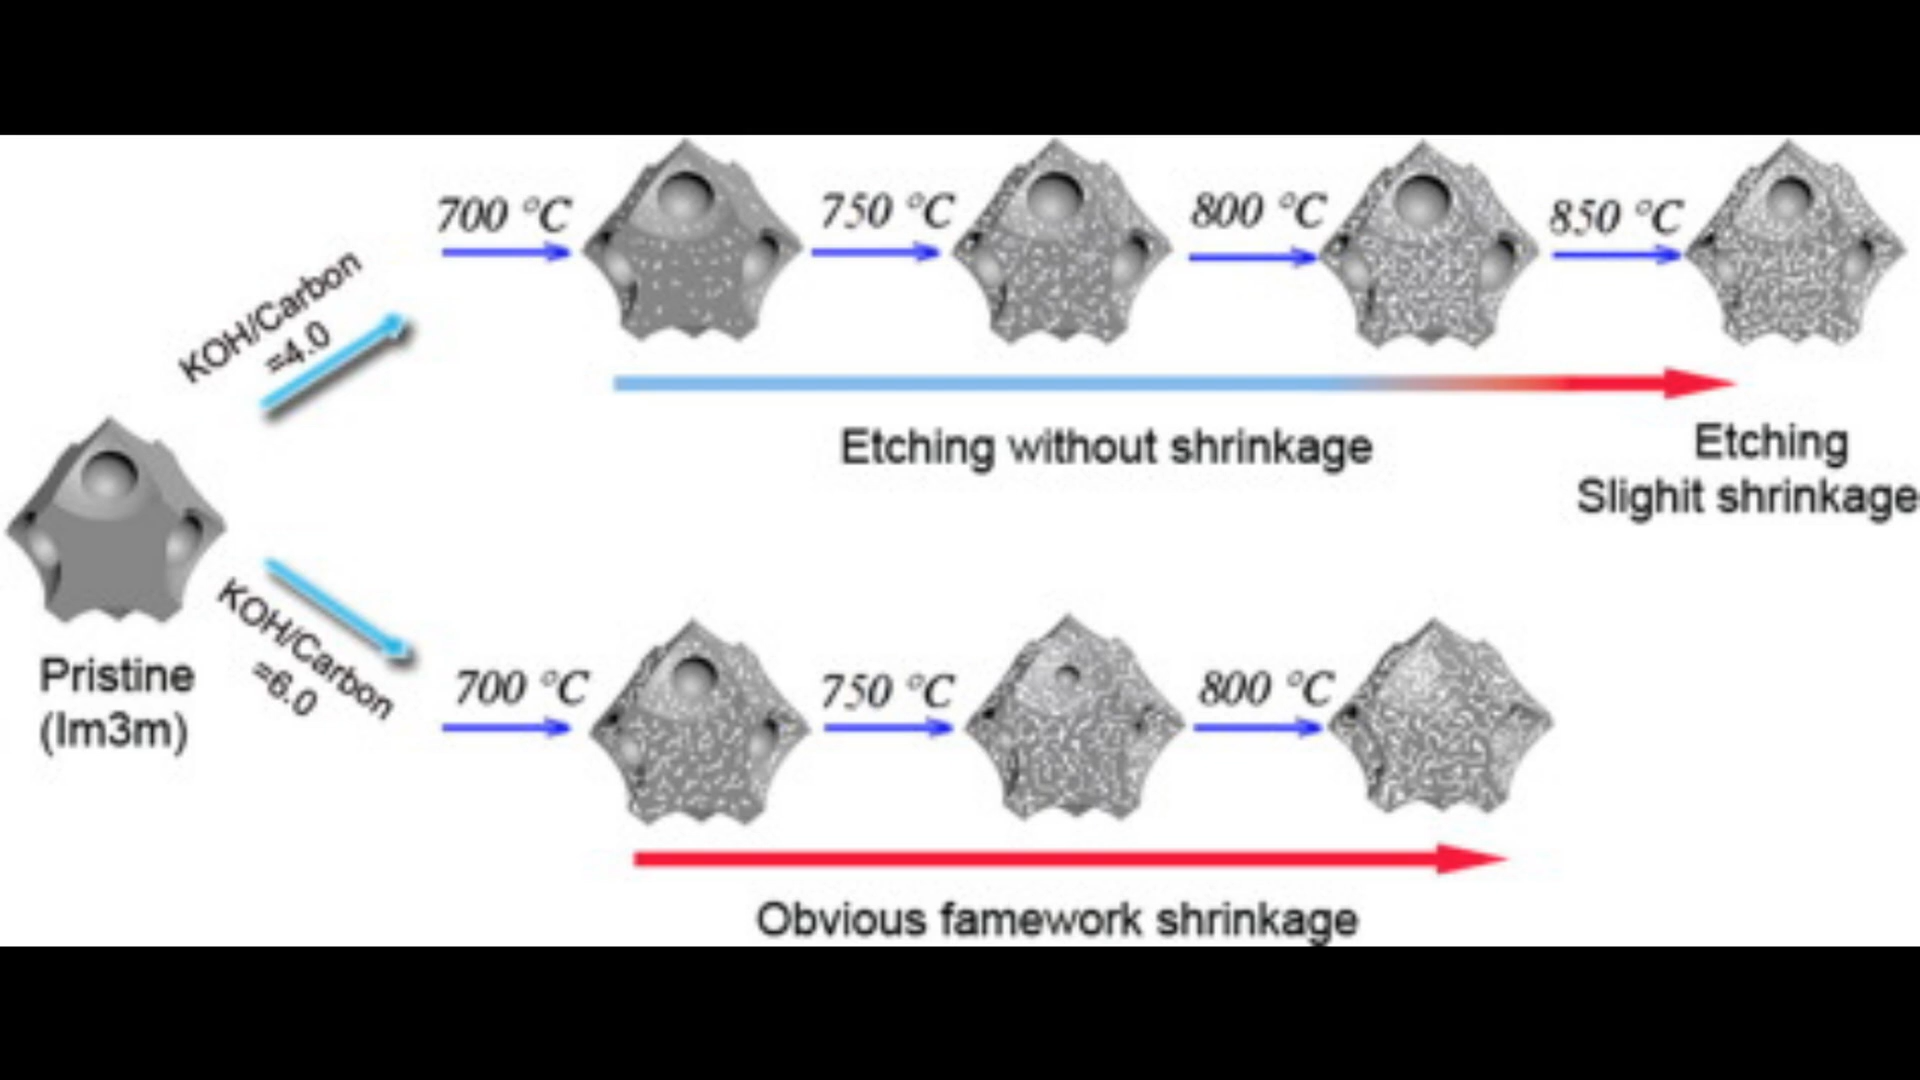 KOH/Carbon
=4.0
700 °C
750 °C
800 °C
850 °C
Etching without shrinkage
Etching
Slighit shrinkage
Pristine
(Im3m)
KOH/Carbon
=6.0
700 °C
750 °C
800 °C
Obvious famework shrinkage